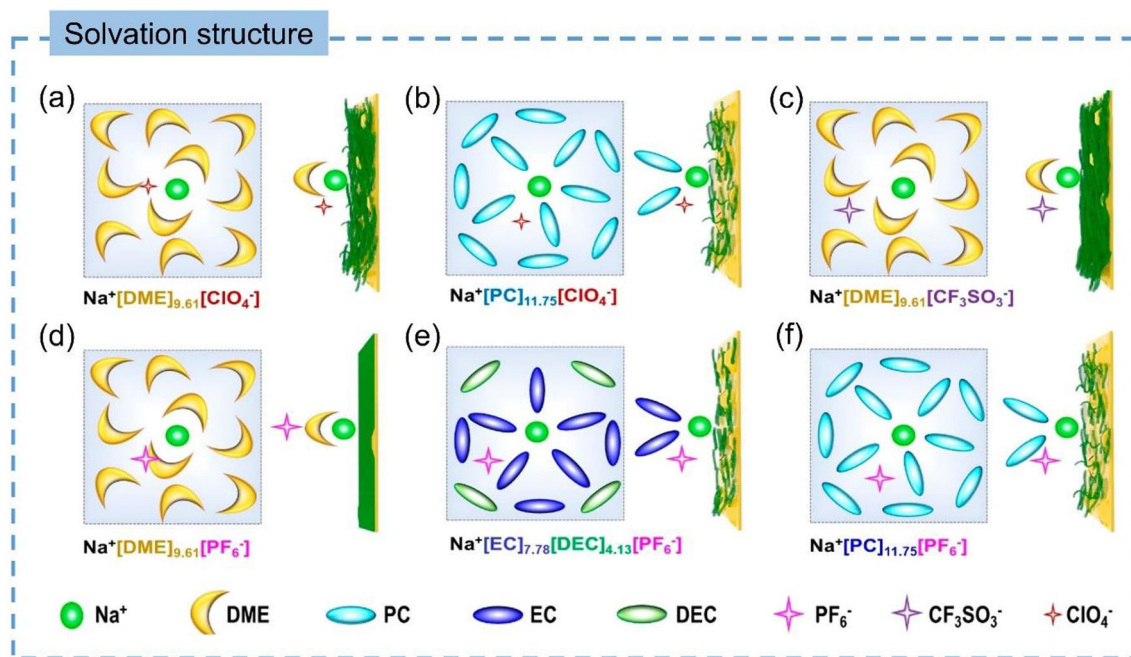 Solvation structure
(a) (b) (c)
Na⁺[DME]₉.₆₁[ClO₄⁻] Na⁺[PC]₁₁.₇₅[ClO₄⁻] Na⁺[DME]₉.₆₁[CF₃SO₃⁻]
(d) (e) (f)
Na⁺[DME]₉.₆₁[PF₆⁻] Na⁺[EC]₇.₇₈[DEC]₄.₁₃[PF₆⁻] Na⁺[PC]₁₁.₇₅[PF₆⁻]
Na⁺ DME PC EC DEC PF₆⁻ CF₃SO₃⁻ ClO₄⁻